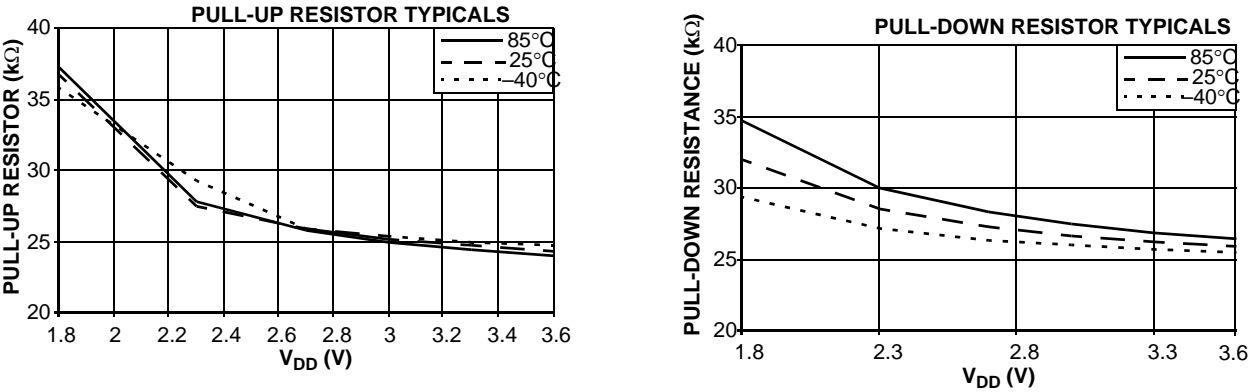 PULL-UP RESISTOR TYPICALS
PULL-UP RESISTOR (kΩ)
40
35
30
25
20
85°C
25°C
–40°C
1.8 2 2.2 2.4 2.6 2.8 3 3.2 3.4 3.6
VDD (V)
PULL-DOWN RESISTOR TYPICALS
PULL-DOWN RESISTANCE (kΩ)
40
35
30
25
20
85°C
25°C
–40°C
1.8 2.3 2.8 3.3 3.6
VDD (V)